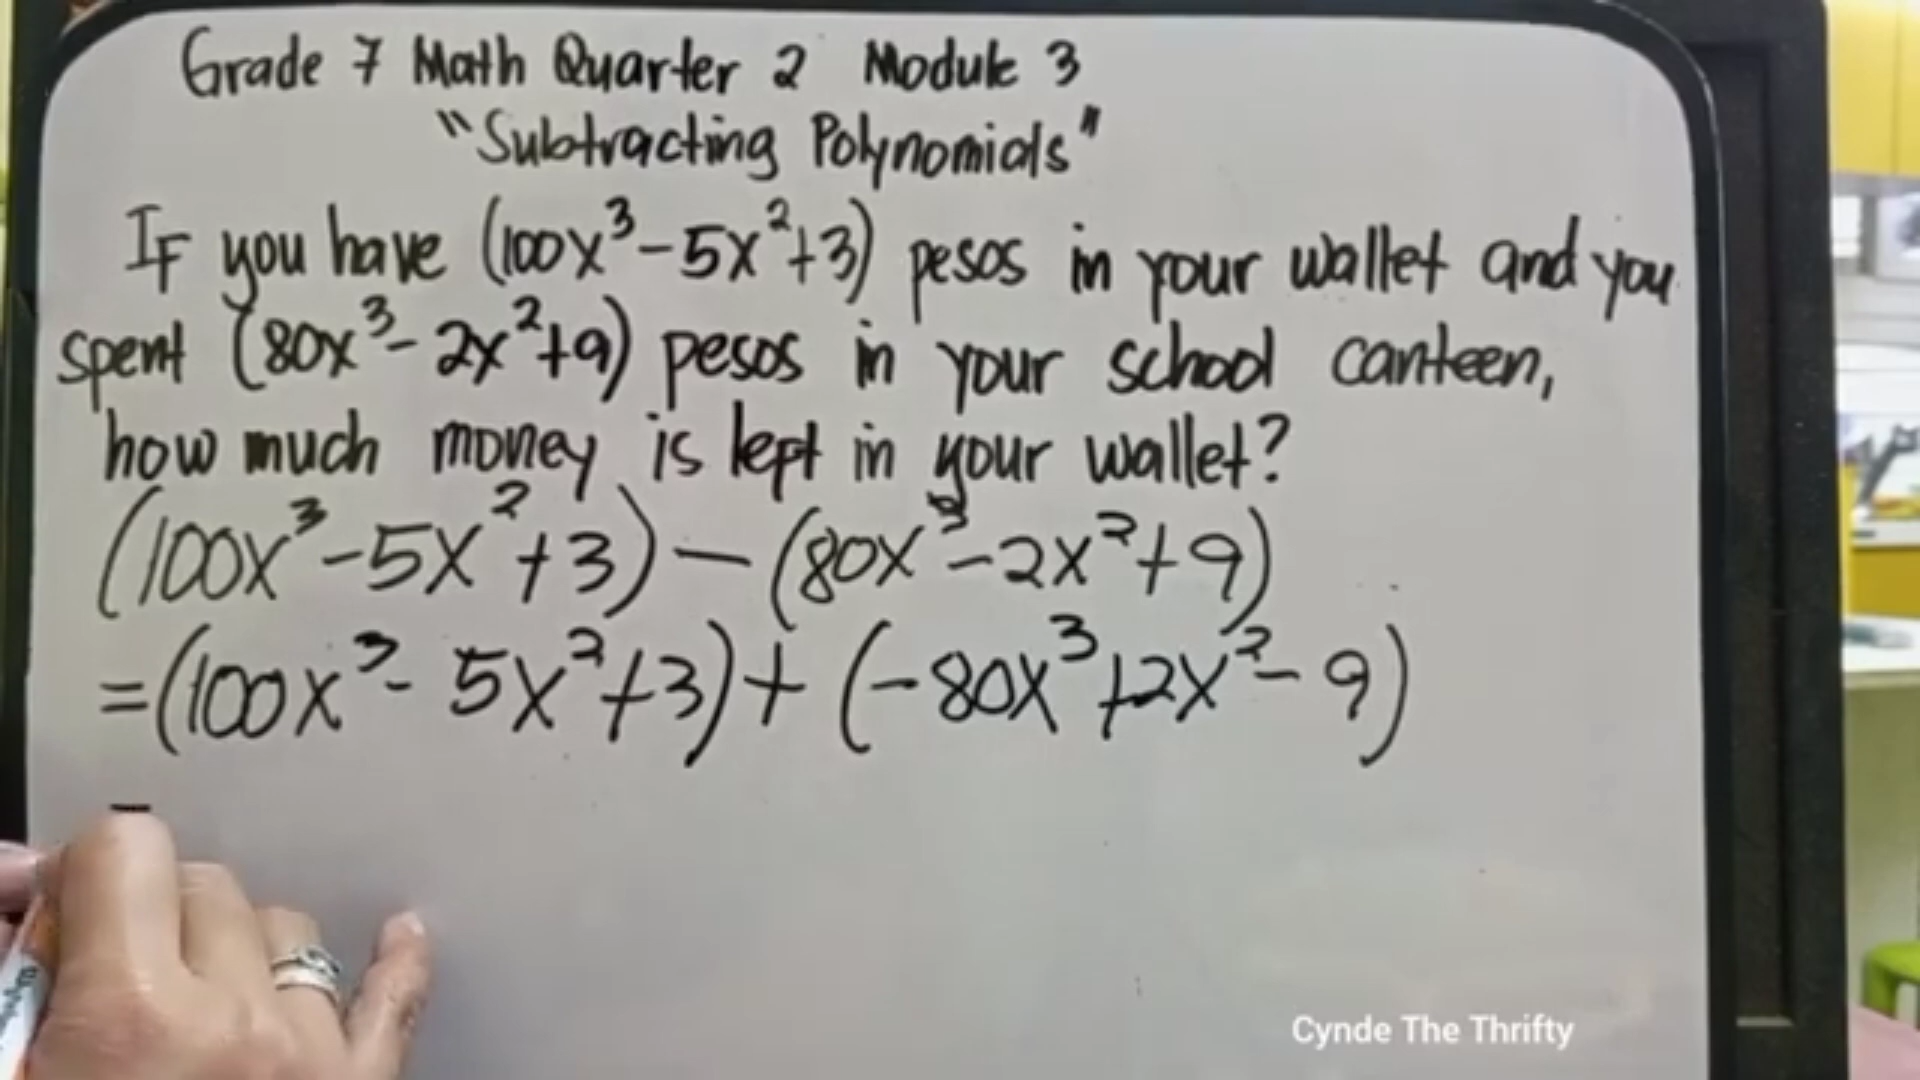 Grade 7 Math Quarter 2 Module 3
"Subtracting Polynomials"
If you have (100x³-5x²+3) pesos in your wallet and you
spent (80x³-2x²+9) pesos in your school canteen,
how much money is kept in your wallet?
(100x³-5x²+3)-(80x³-2x²+9)
=(100x³-5x²+3)+(-80x³+2x²-9)
Cynde The Thrifty